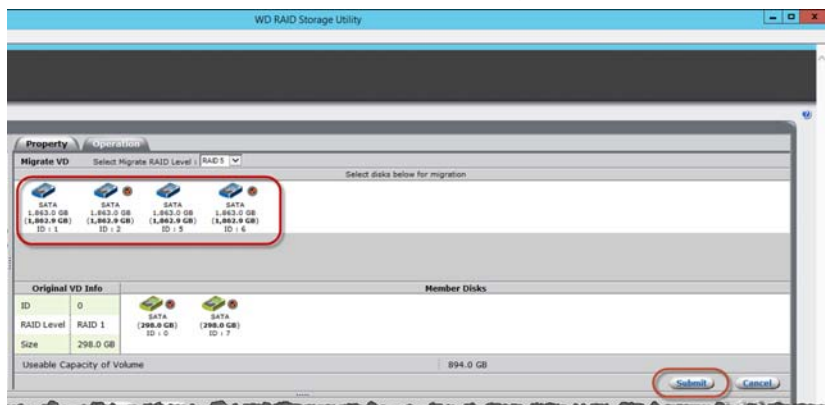 WD RAID Storage Utility
Property Operation
Migrate VD Select Migrate RAID Level : RAID 5
Select disks below for migration
SATA SATA SATA SATA
1,863.0 GB 1,863.0 GB 1,863.0 GB 1,863.0 GB
(1,862.9 GB) (1,862.9 GB) (1,862.9 GB) (1,862.9 GB)
ID : 1 ID : 2 ID : 5 ID : 6
Original VD Info Member Disks
ID 0
SATA SATA
RAID Level RAID 1 (298.0 GB) (298.0 GB)
ID : 0 ID : 7
Size 298.0 GB
Useable Capacity of Volume 894.0 GB
Submit Cancel